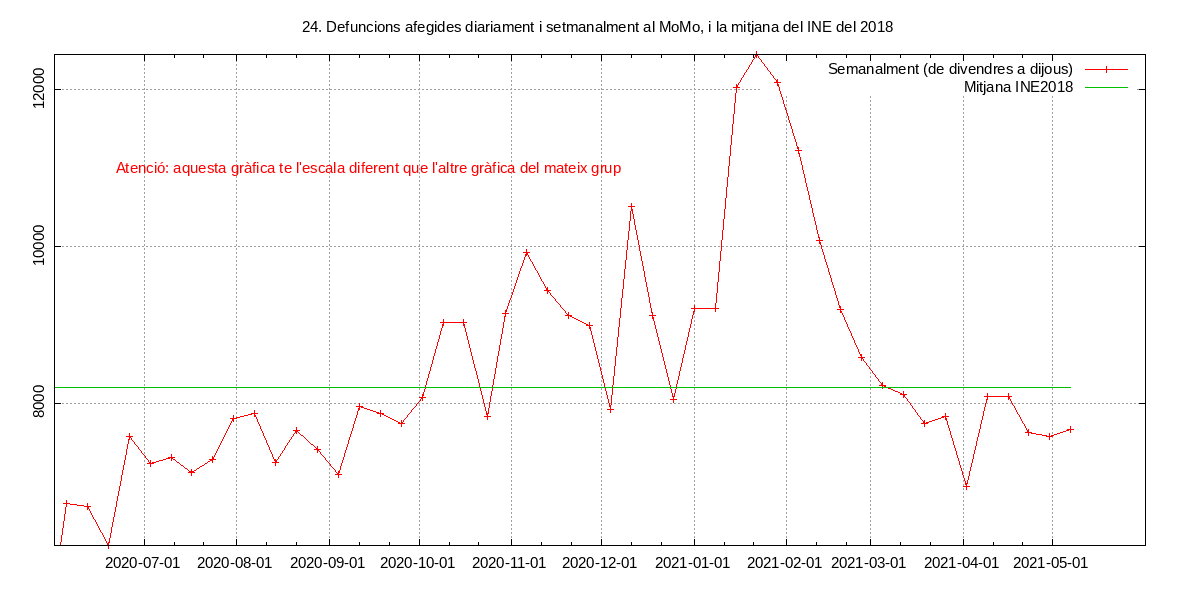 24. Defuncions afegides diariament i setmanalment al MoMo, i la mitjana del INE del 2018
Semanalment (de divendres a dijous)
Mitjana INE2018
12000
Atenció: aquesta gràfica te l'escala diferent que l'altre gràfica del mateix grup
10000
8000
2020-07-01 2020-08-01 2020-09-01 2020-10-01 2020-11-01 2020-12-01 2021-01-01 2021-02-01 2021-03-01 2021-04-01 2021-05-01